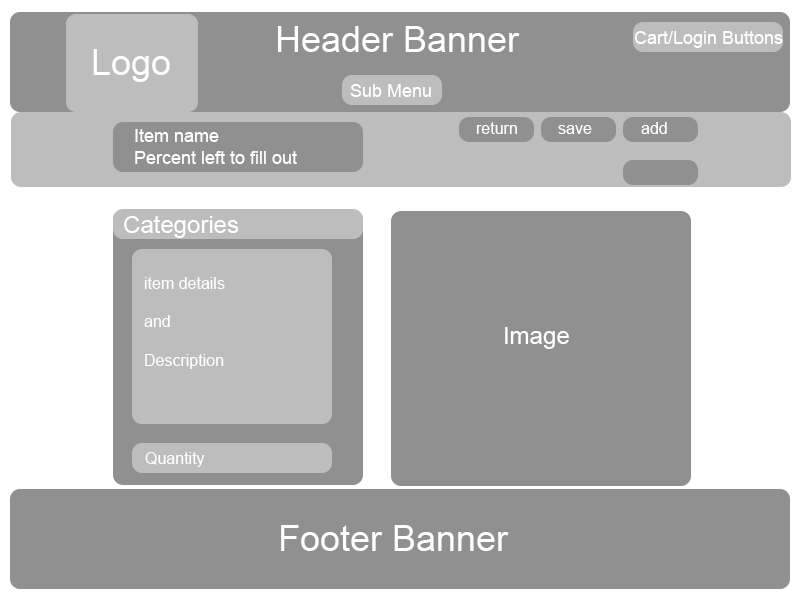 Logo
Header Banner
Cart/Login Buttons
Sub Menu
Item name
Percent left to fill out
return
save
add
Categories
item details
and
Description
Quantity
Image
Footer Banner